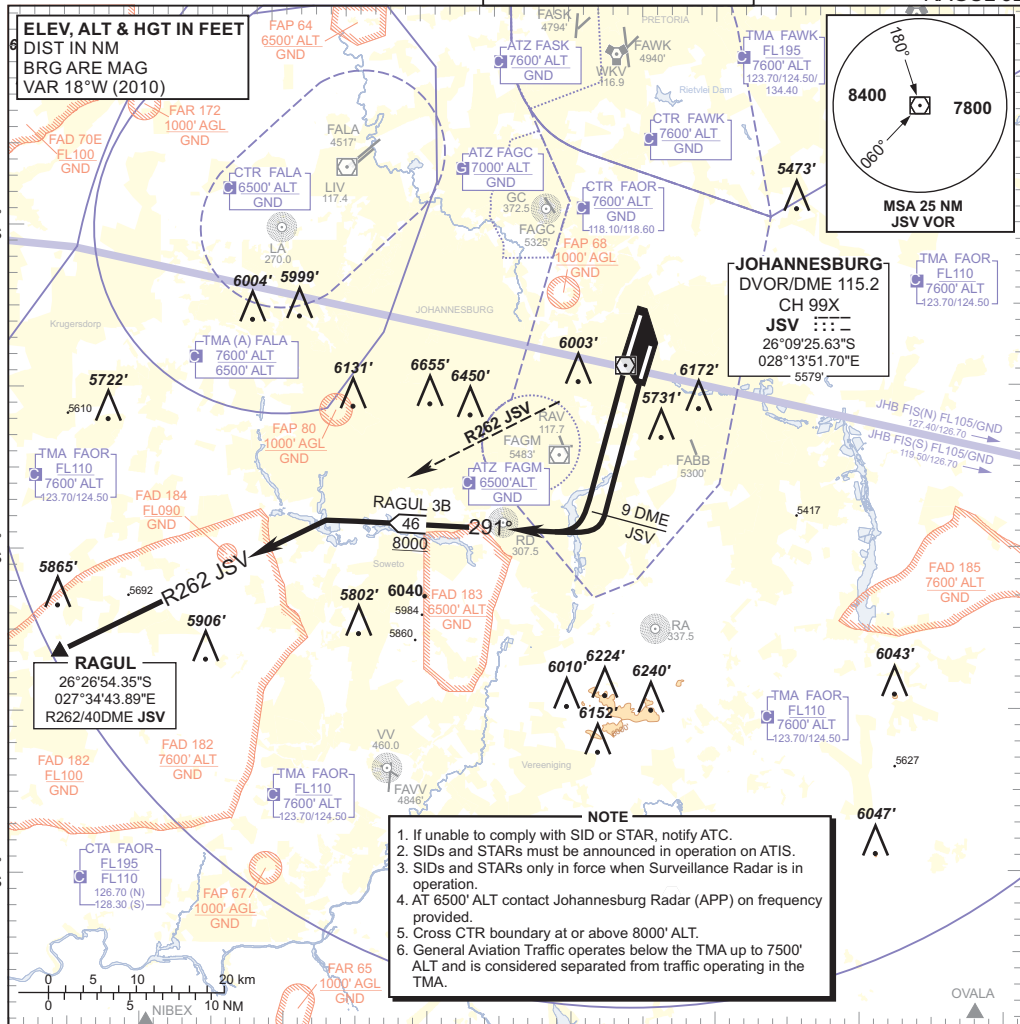 RAGUL 3B
ELEV, ALT & HGT IN FEET
DIST IN NM
BRG ARE MAG
VAR 18°W (2010)
FAP 64
6500' ALT
GND
FASK
4794'
PRETORIA
ATZ FASK
C 7600' ALT
GND
FAWK
4940'
WKV
116.9
TMA FAWK
FL195
C 7600' ALT
123.70/124.50/
134.40
180°
8400
7800
060°
MSA 25 NM
JSV VOR
Rietvlei Dam
FAR 172
1000' AGL
GND
FAD 70E
FL100
GND
FALA
4517'
LIV
117.4
CTR FALA
C 6500' ALT
GND
LA
270.0
ATZ FAGC
G 7000' ALT
GND
GC
372.5
FAGC
5325'
CTR FAWK
C 7600' ALT
GND
CTR FAOR
C 7600' ALT
GND
118.10/118.60
5473'
FAP 68
1000' AGL
GND
JOHANNESBURG
DVOR/DME 115.2
CH 99X
JSV
26°09'25.63"S
028°13'51.70"E
5579'
TMA FAOR
FL110
C 7600' ALT
123.70/124.50
6004'
5999'
JOHANNESBURG
Krugersdorp
TMA (A) FALA
C 7600' ALT
6500' ALT
6003'
6172'
5731'
5722'
5610
6131'
6655'
6450'
FAP 80
1000' AGL
GND
R262 JSV
RAV
117.7
FAGM
5483'
ATZ FAGM
C 6500'ALT
GND
FABB
5300'
JHB FIS(N) FL105/GND
127.40/126.70
JHB FIS(S) FL105/GND
119.50/126.70
TMA FAOR
FL110
C 7600' ALT
123.70/124.50
FAD 184
FL090
GND
RAGUL 3B
46
8000
291°
RD
307.5
9 DME
JSV
5417
Soweto
R262 JSV
5865'
5692
5906'
5802'
6040
5984
5860
FAD 183
6500' ALT
GND
FAD 185
7600' ALT
GND
RA
337.5
RAGUL
26°26'54.35"S
027°34'43.89"E
R262/40DME JSV
6010'
6224'
6240'
6152'
6043'
TMA FAOR
FL110
C 7600' ALT
123.70/124.50
5627
Vereeniging
FAD 182
FL100
GND
FAD 182
7600' ALT
GND
VV
460.0
FAVV
4846'
TMA FAOR
FL110
C 7600' ALT
123.70/124.50
6047'
CTA FAOR
FL195
C FL110
126.70 (N)
128.30 (S)
FAP 67
1000' AGL
GND
FAR 65
1000' AGL
GND
NOTE
1. If unable to comply with SID or STAR, notify ATC.
2. SIDs and STARs must be announced in operation on ATIS.
3. SIDs and STARs only in force when Surveillance Radar is in
operation.
4. AT 6500' ALT contact Johannesburg Radar (APP) on frequency
provided.
5. Cross CTR boundary at or above 8000' ALT.
6. General Aviation Traffic operates below the TMA up to 7500'
ALT and is considered separated from traffic operating in the
TMA.
0 5 10 20 km
0 5 10 NM
NIBEX
OVALA